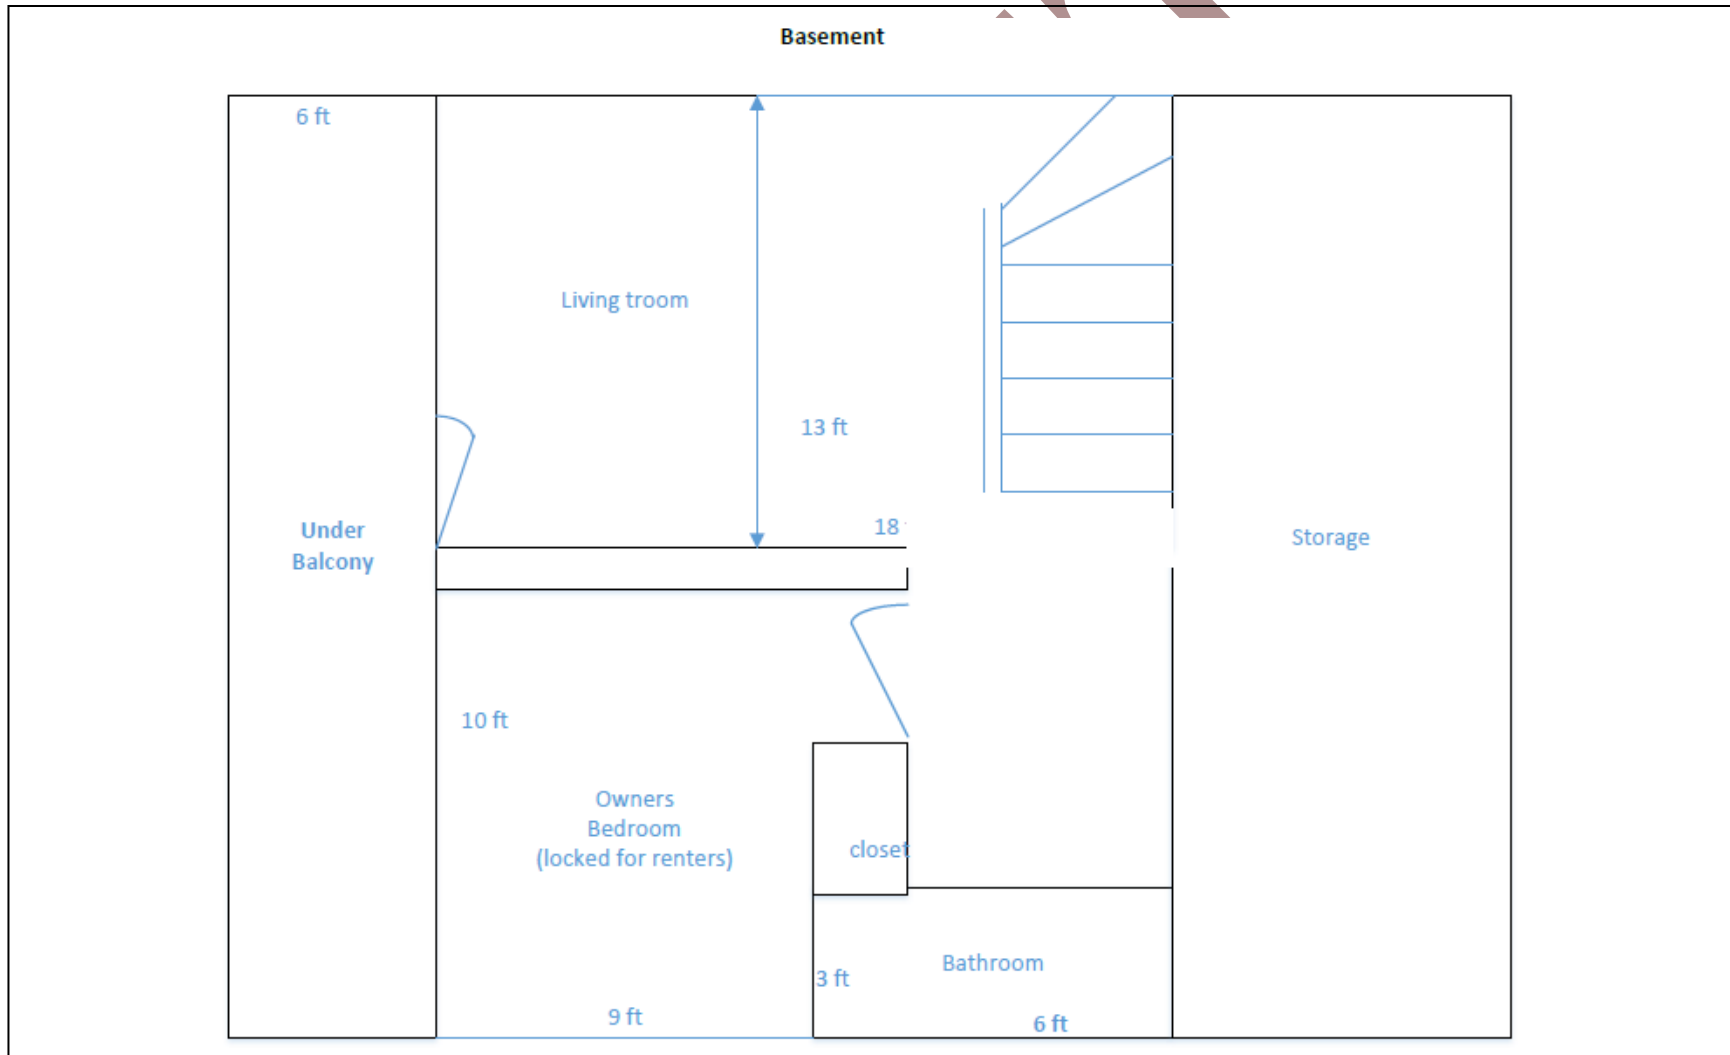 Basement
6 ft
Living troom
13 ft
18
Under
Balcony
Storage
10 ft
Owners
Bedroom
(locked for renters)
closet
Bathroom
3 ft
9 ft
6 ft